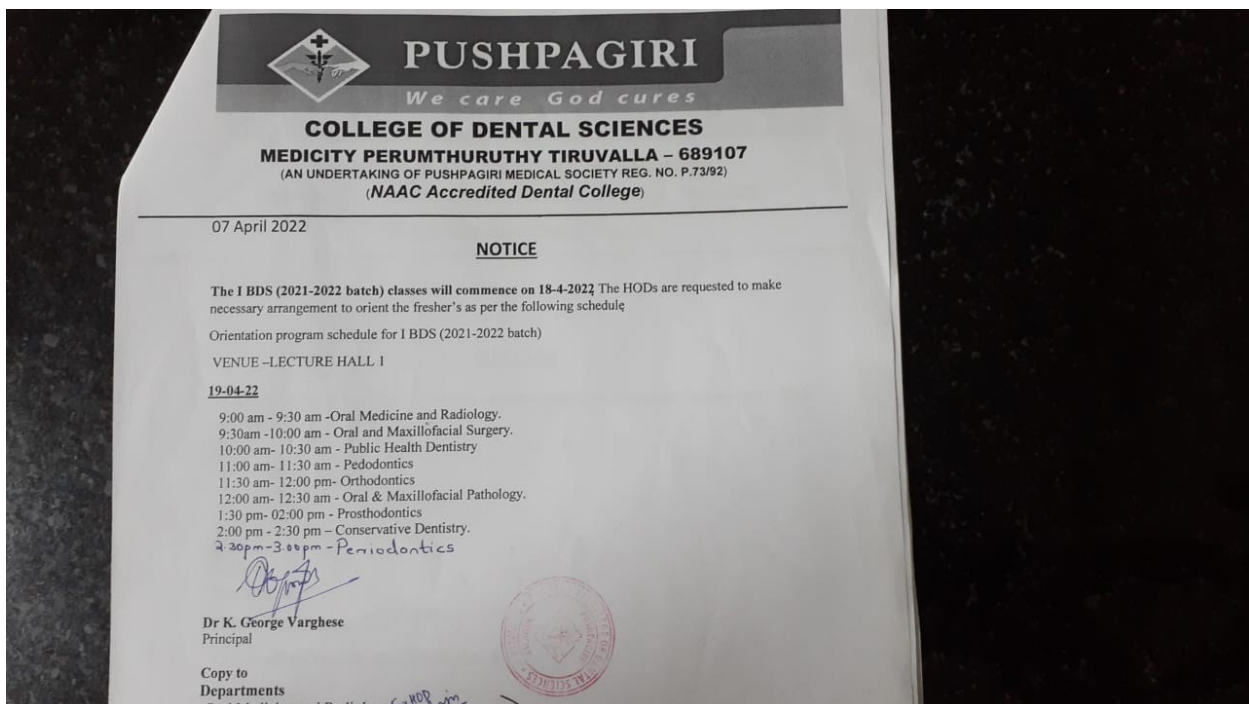 PUSHPAGIRI
We care God cures
COLLEGE OF DENTAL SCIENCES
MEDICITY PERUMTHURUTHY TIRUVALLA – 689107
(AN UNDERTAKING OF PUSHPAGIRI MEDICAL SOCIETY REG. NO. P.73/92)
(NAAC Accredited Dental College)
07 April 2022
NOTICE
The I BDS (2021-2022 batch) classes will commence on 18-4-2022 The HODs are requested to make
necessary arrangement to orient the fresher's as per the following schedule
Orientation program schedule for I BDS (2021-2022 batch)
VENUE –LECTURE HALL 1
19-04-22
9:00 am - 9:30 am -Oral Medicine and Radiology.
9:30am -10:00 am - Oral and Maxillofacial Surgery.
10:00 am- 10:30 am - Public Health Dentistry
11:00 am- 11:30 am - Pedodontics
11:30 am- 12:00 pm- Orthodontics
12:00 am- 12:30 am - Oral & Maxillofacial Pathology.
1:30 pm- 02:00 pm - Prosthodontics
2:00 pm - 2:30 pm – Conservative Dentistry.
2.30pm-3.00pm - Periodontics
Dr K. George Varghese
Principal
DENTAL SCIENCES
Copy to
Departments